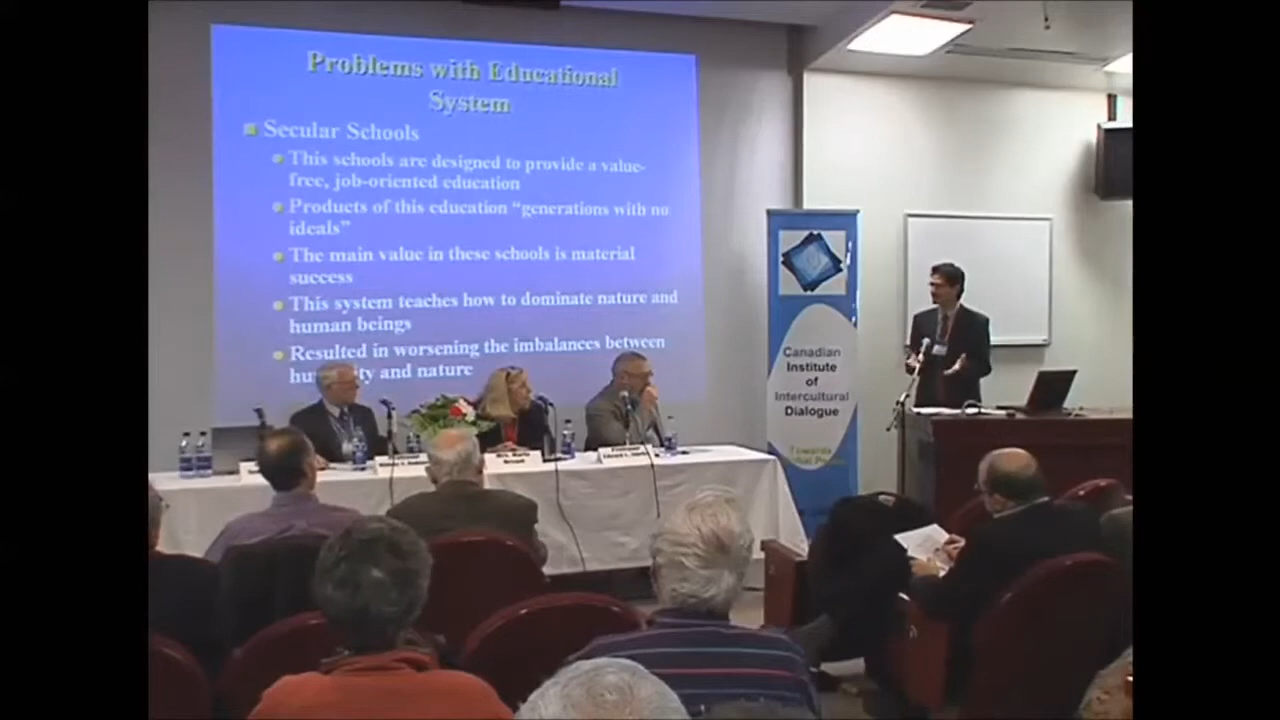 Problems with Educational
System
Secular Schools
This schools are designed to provide a value-
free, job-oriented education
Products of this education “generations with no
ideals”
The main value in these schools is material
success
This system teaches how to dominate nature and
human beings
Resulted in worsening the imbalances between
and nature
Canadian
Institute
of
Intercultural
Dialogue
Towards